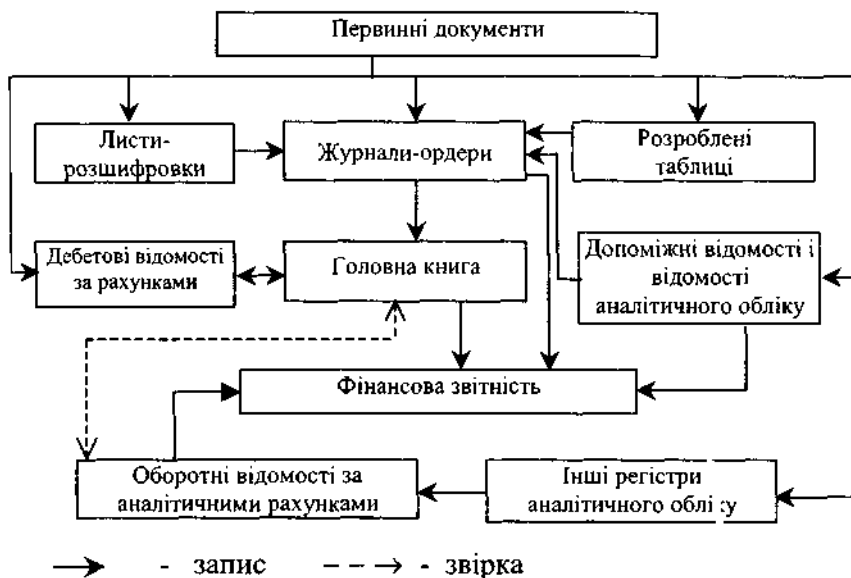 Первинні документи
Листи-
розшифровки
Журнали-ордери
Розроблені
таблиці
Дебетові відомості
за рахунками
Головна книга
Допоміжні відомості і
відомості
аналітичного обліку
Фінансова звітність
Оборотні відомості за
аналітичними рахунками
Інші регістри
аналітичного обліку
- запис
- звірка